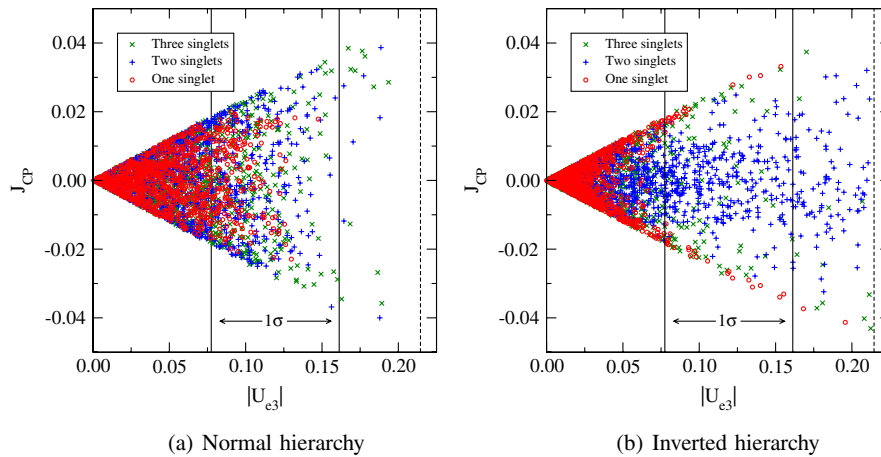 0.04
0.02
0.00
-0.02
-0.04
J_CP
Three singlets
Two singlets
One singlet
1σ
0.00 0.05 0.10 0.15 0.20
|U_e3|
(a) Normal hierarchy
0.04
0.02
0.00
-0.02
-0.04
J_CP
Three singlets
Two singlets
One singlet
1σ
0.00 0.05 0.10 0.15 0.20
|U_e3|
(b) Inverted hierarchy